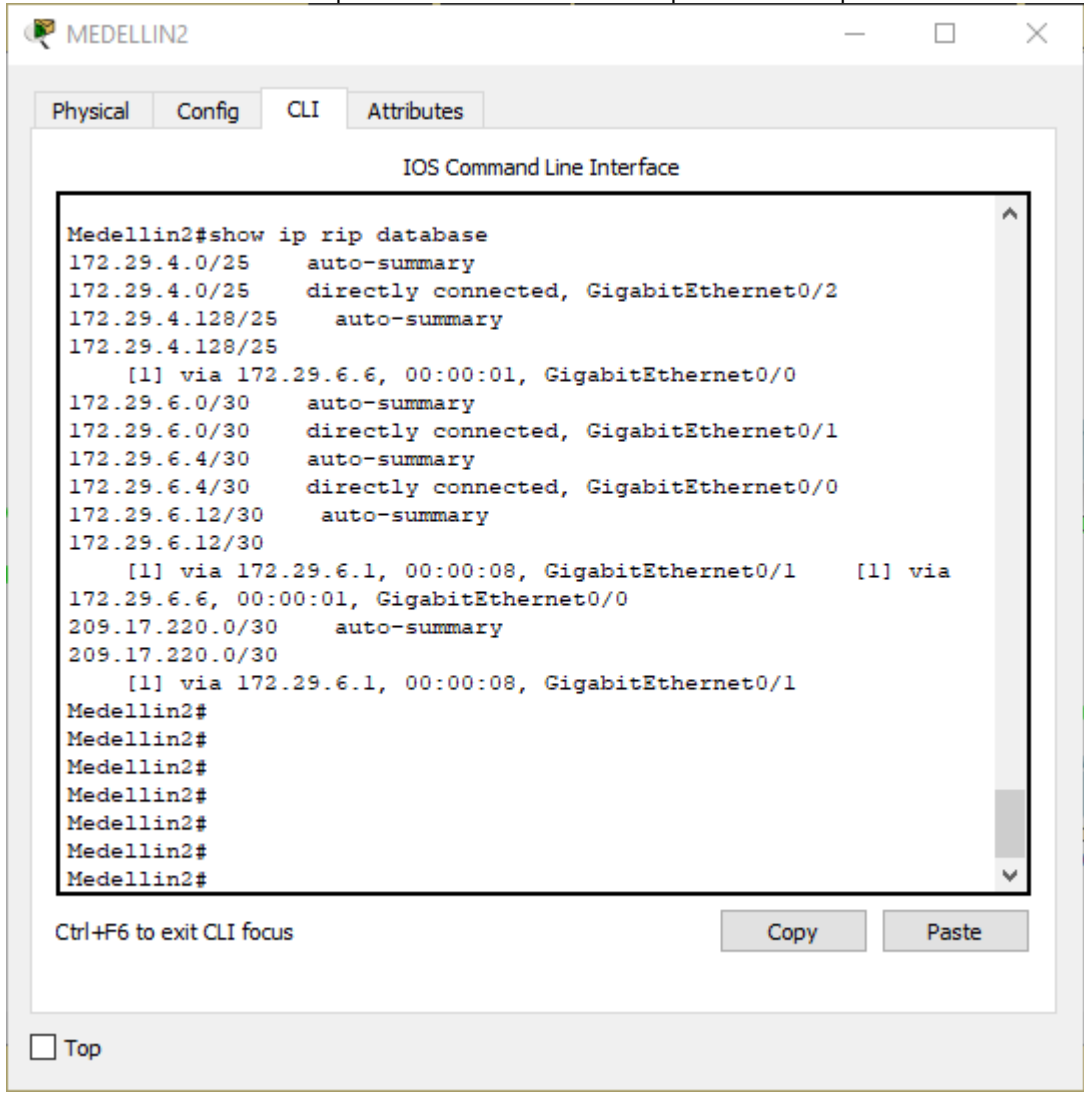 MEDELLIN2
Physical Config CLI Attributes
IOS Command Line Interface
Medellin2#show ip rip database
172.29.4.0/25    auto-summary
172.29.4.0/25    directly connected, GigabitEthernet0/2
172.29.4.128/25    auto-summary
172.29.4.128/25
    [1] via 172.29.6.6, 00:00:01, GigabitEthernet0/0
172.29.6.0/30    auto-summary
172.29.6.0/30    directly connected, GigabitEthernet0/1
172.29.6.4/30    auto-summary
172.29.6.4/30    directly connected, GigabitEthernet0/0
172.29.6.12/30    auto-summary
172.29.6.12/30
    [1] via 172.29.6.1, 00:00:08, GigabitEthernet0/1    [1] via
172.29.6.6, 00:00:01, GigabitEthernet0/0
209.17.220.0/30    auto-summary
209.17.220.0/30
    [1] via 172.29.6.1, 00:00:08, GigabitEthernet0/1
Medellin2#
Medellin2#
Medellin2#
Medellin2#
Medellin2#
Medellin2#
Medellin2#
Ctrl+F6 to exit CLI focus Copy Paste
Top